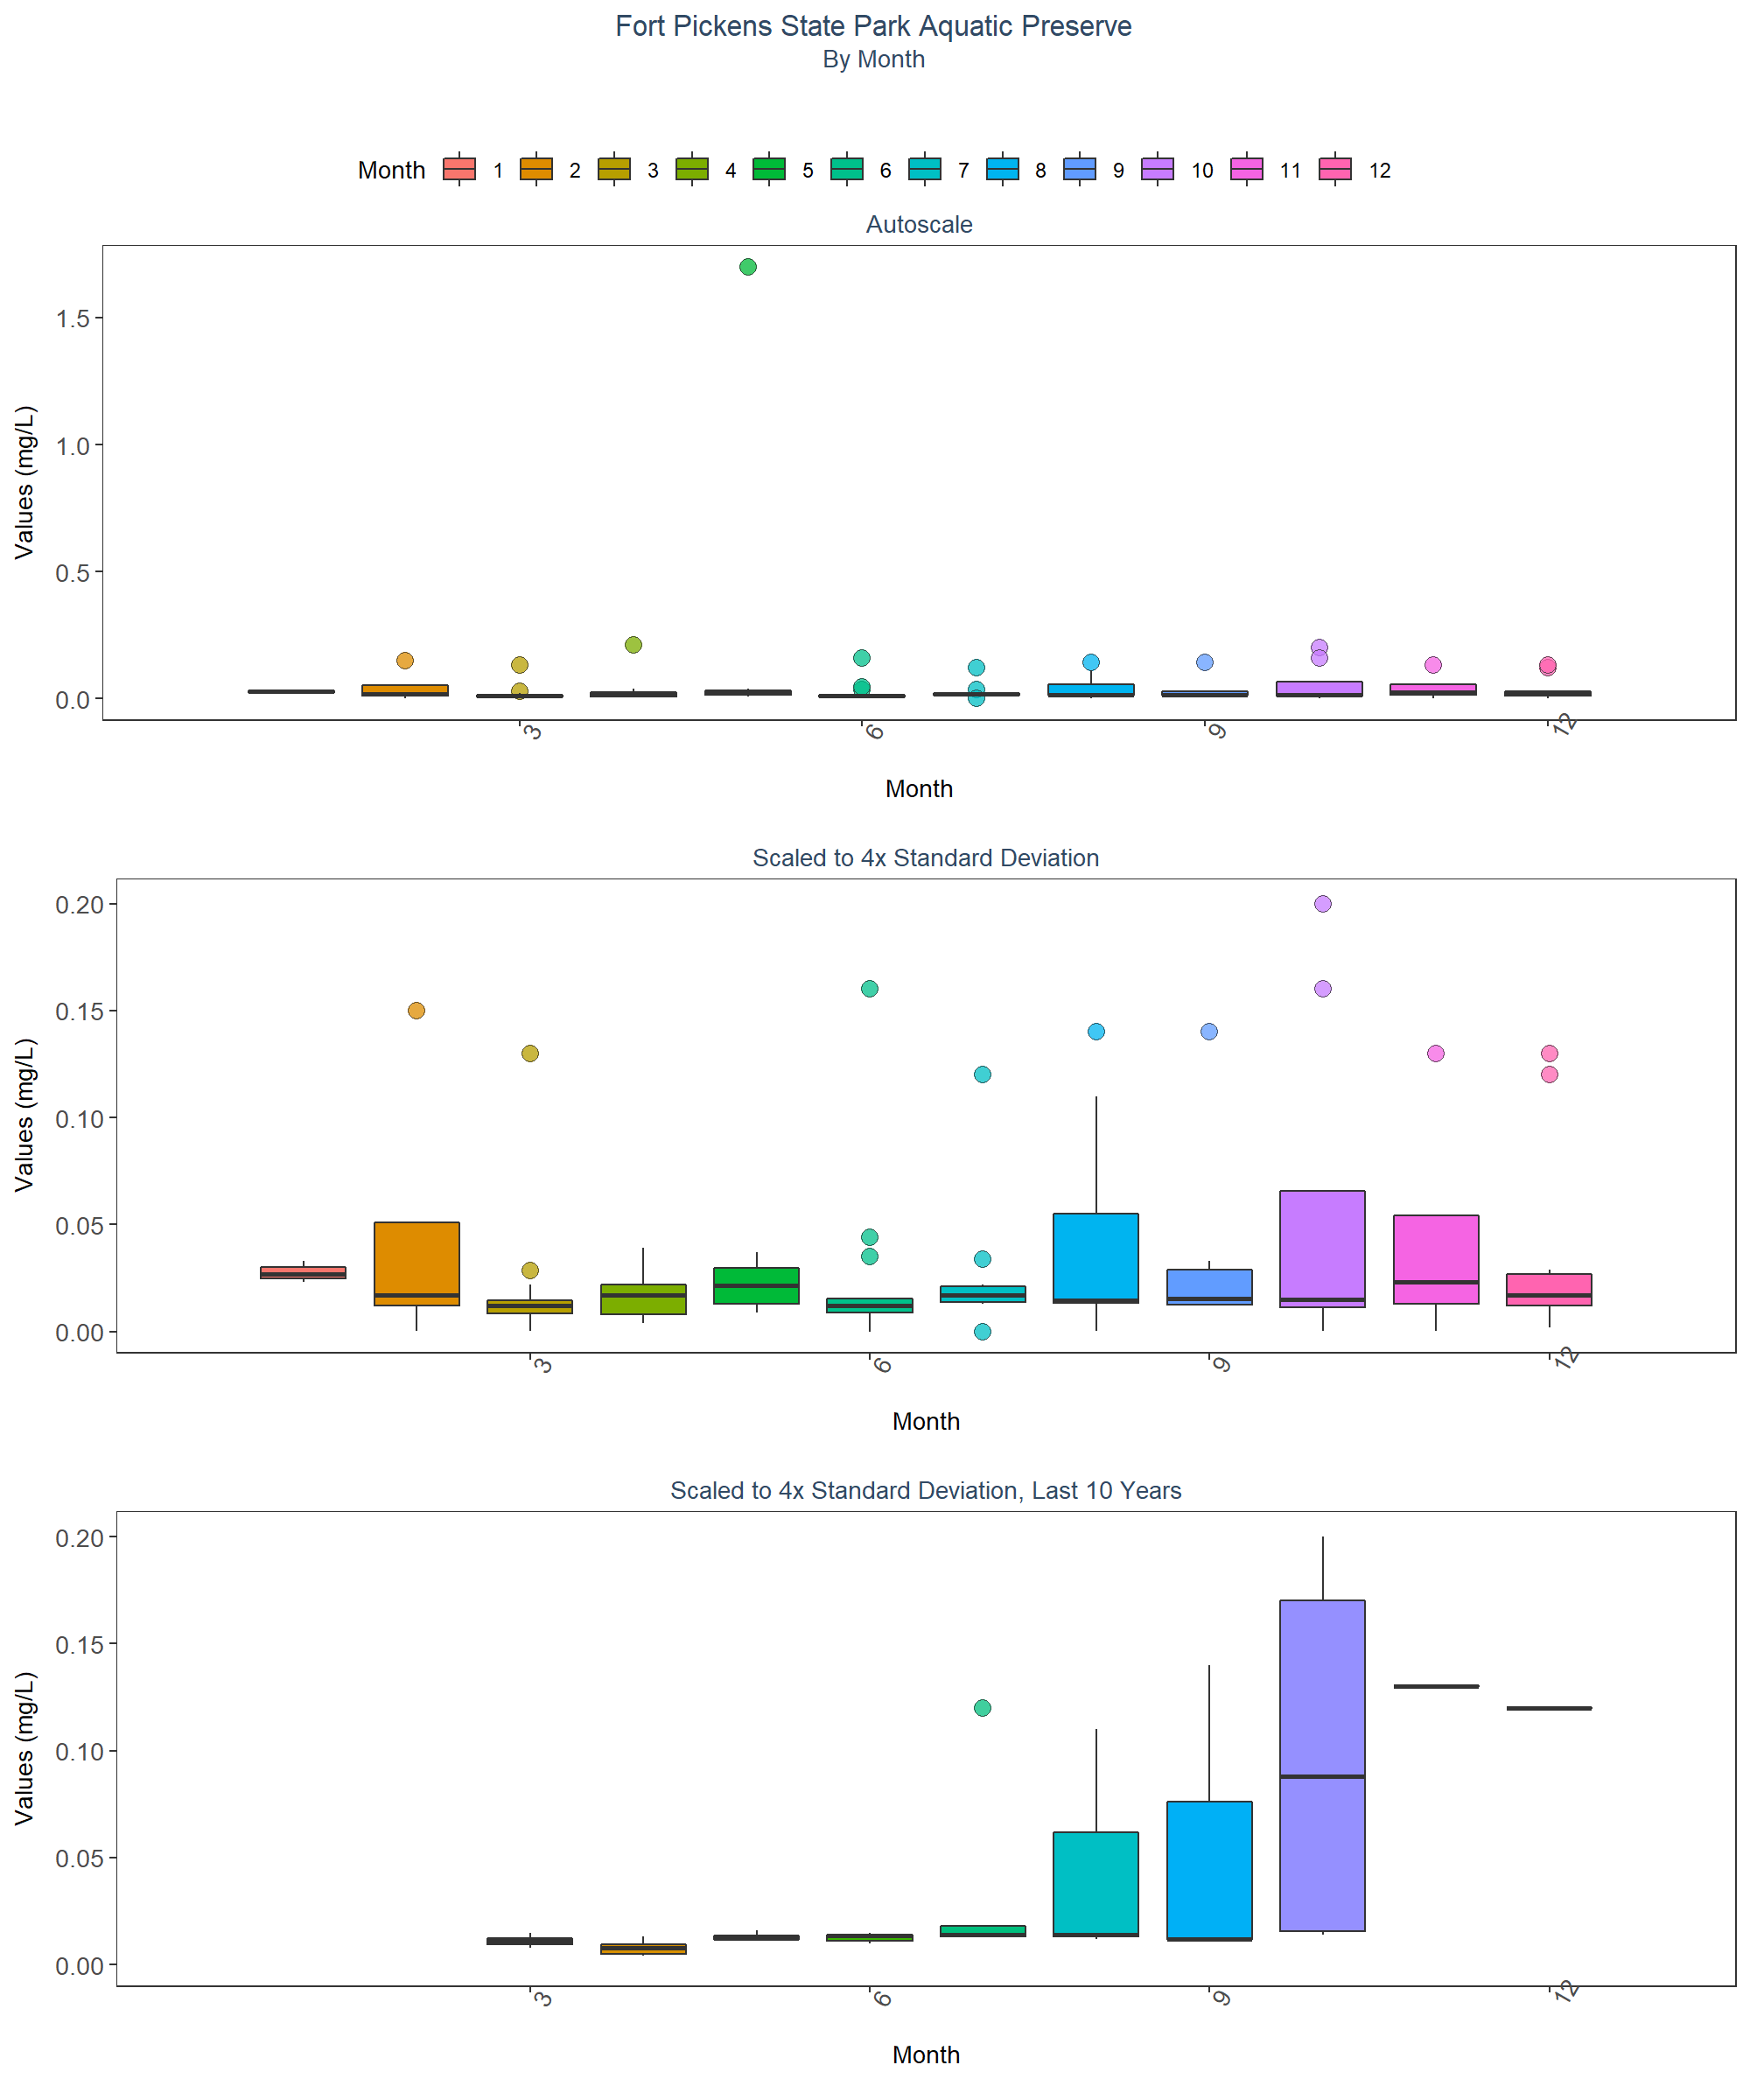 Fort Pickens State Park Aquatic Preserve
By Month
Month 1 2 3 4 5 6 7 8 9 10 11 12
Autoscale
Values (mg/L)
1.5
1.0
0.5
0.0
3 6 9 12
Month
Scaled to 4x Standard Deviation
Values (mg/L)
0.20
0.15
0.10
0.05
0.00
3 6 9 12
Month
Scaled to 4x Standard Deviation, Last 10 Years
Values (mg/L)
0.20
0.15
0.10
0.05
0.00
3 6 9 12
Month